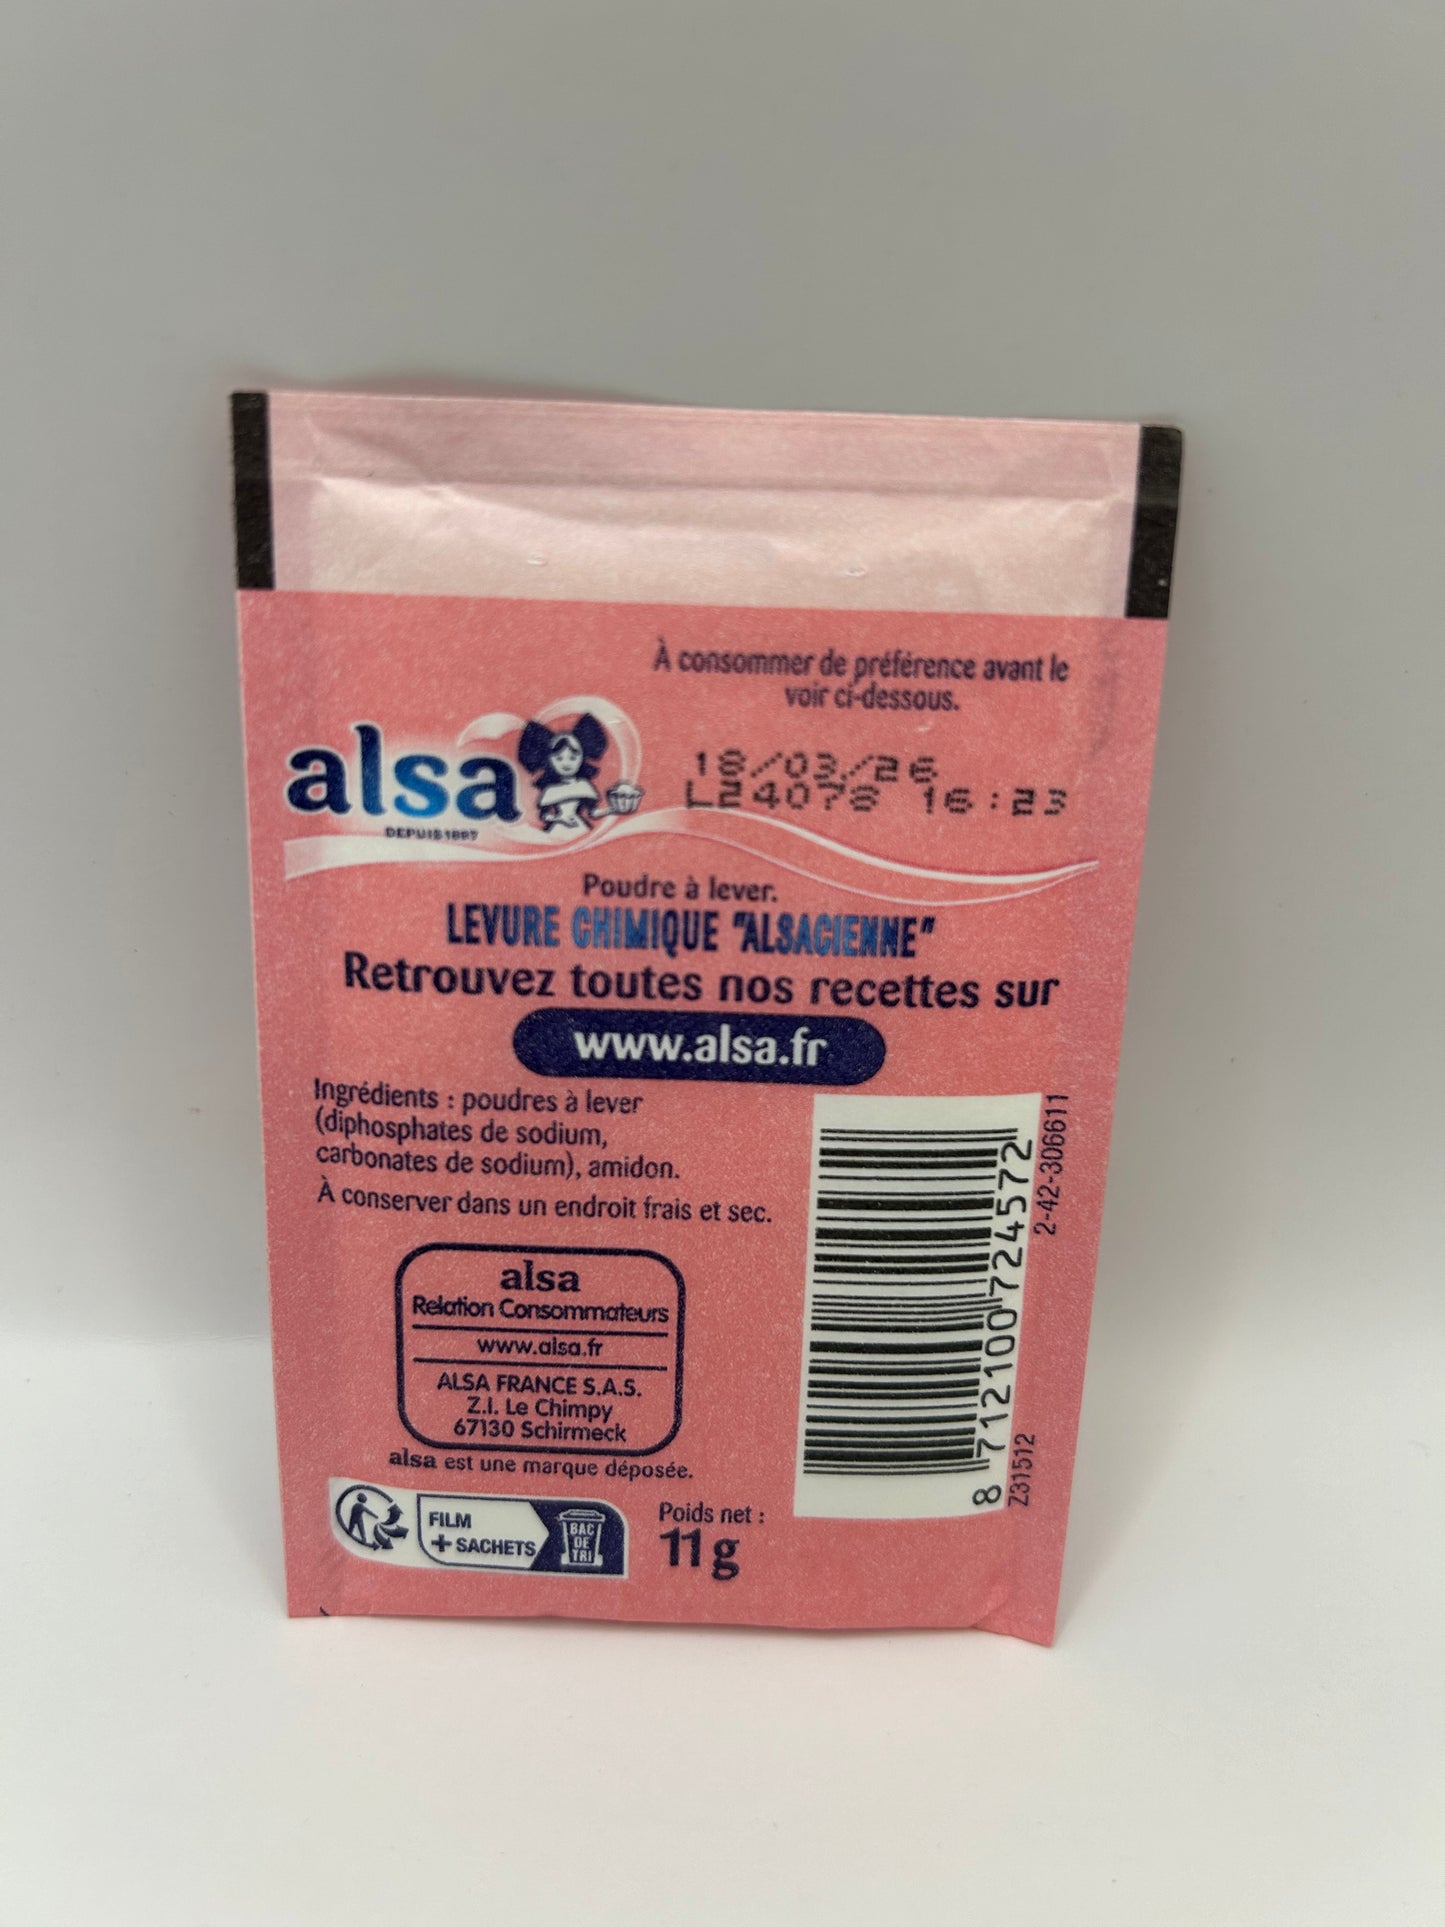 À consommer de préférence avant le
voir ci-dessous.
alsa
DEPUIS 1897
18/03/26
L24078 16:23
Poudre à lever.
LEVURE CHIMIQUE "ALSACIENNE"
Retrouvez toutes nos recettes sur
www.alsa.fr
Ingrédients : poudres à lever
(diphosphates de sodium,
carbonates de sodium), amidon.
À conserver dans un endroit frais et sec.
alsa
Relation Consommateurs
www.alsa.fr
ALSA FRANCE S.A.S.
Z.I. Le Chimpy
67130 Schirmeck
alsa est une marque déposée.
FILM
+ SACHETS
BAC
DE
TRI
Poids net :
11 g
8 712100 724572
2-42-306611
Z31512